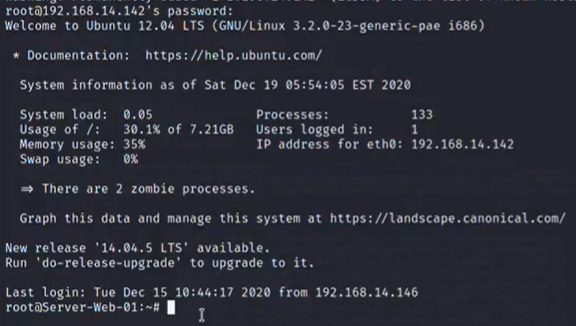 root@192.168.14.142's password:
Welcome to Ubuntu 12.04 LTS (GNU/Linux 3.2.0-23-generic-pae i686)
* Documentation: https://help.ubuntu.com/
System information as of Sat Dec 19 05:54:05 EST 2020
System load: 0.05 Processes: 133
Usage of /: 30.1% of 7.21GB Users logged in: 1
Memory usage: 35% IP address for eth0: 192.168.14.142
Swap usage: 0%
=> There are 2 zombie processes.
Graph this data and manage this system at https://landscape.canonical.com/
New release '14.04.5 LTS' available.
Run 'do-release-upgrade' to upgrade to it.
Last login: Tue Dec 15 10:44:17 2020 from 192.168.14.146
root@Server-Web-01:~#